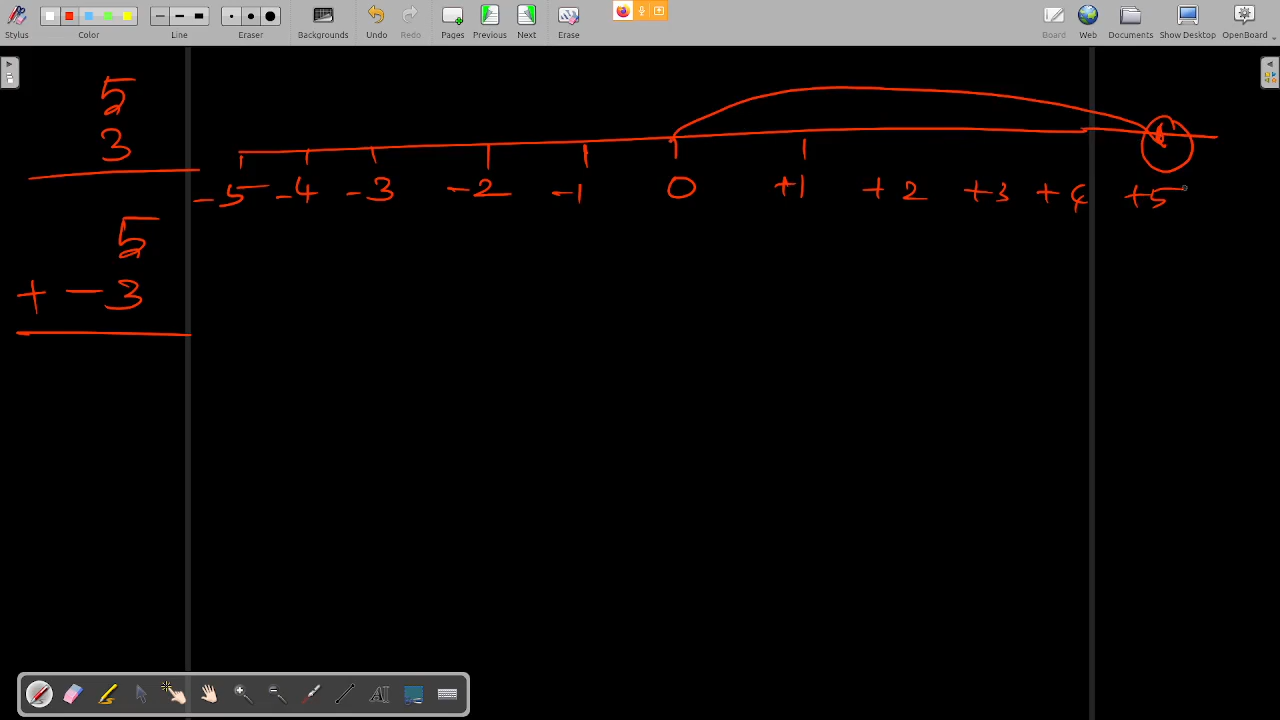 Stylus Color Line Eraser Backgrounds Undo Redo Pages Previous Next Erase Board Web Documents Show Desktop OpenBoard
5
3
-5 -4 -3 -2 -1 0 +1 +2 +3 +4 +5
5
+ -3